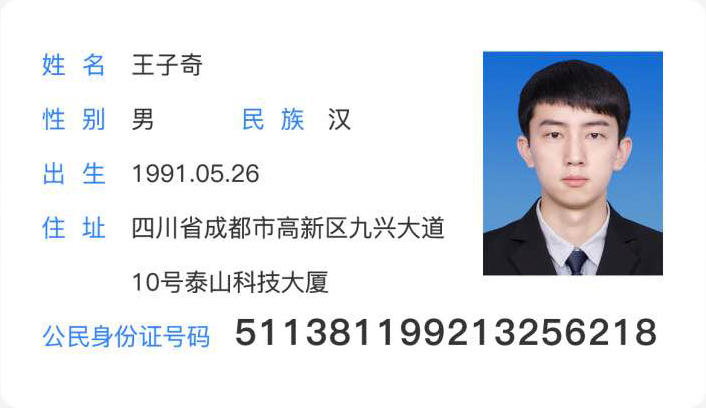 姓 名 王子奇
性 别 男 民 族 汉
出 生 1991.05.26
住 址 四川省成都市高新区九兴大道
10号泰山科技大厦
公民身份证号码 511381199213256218